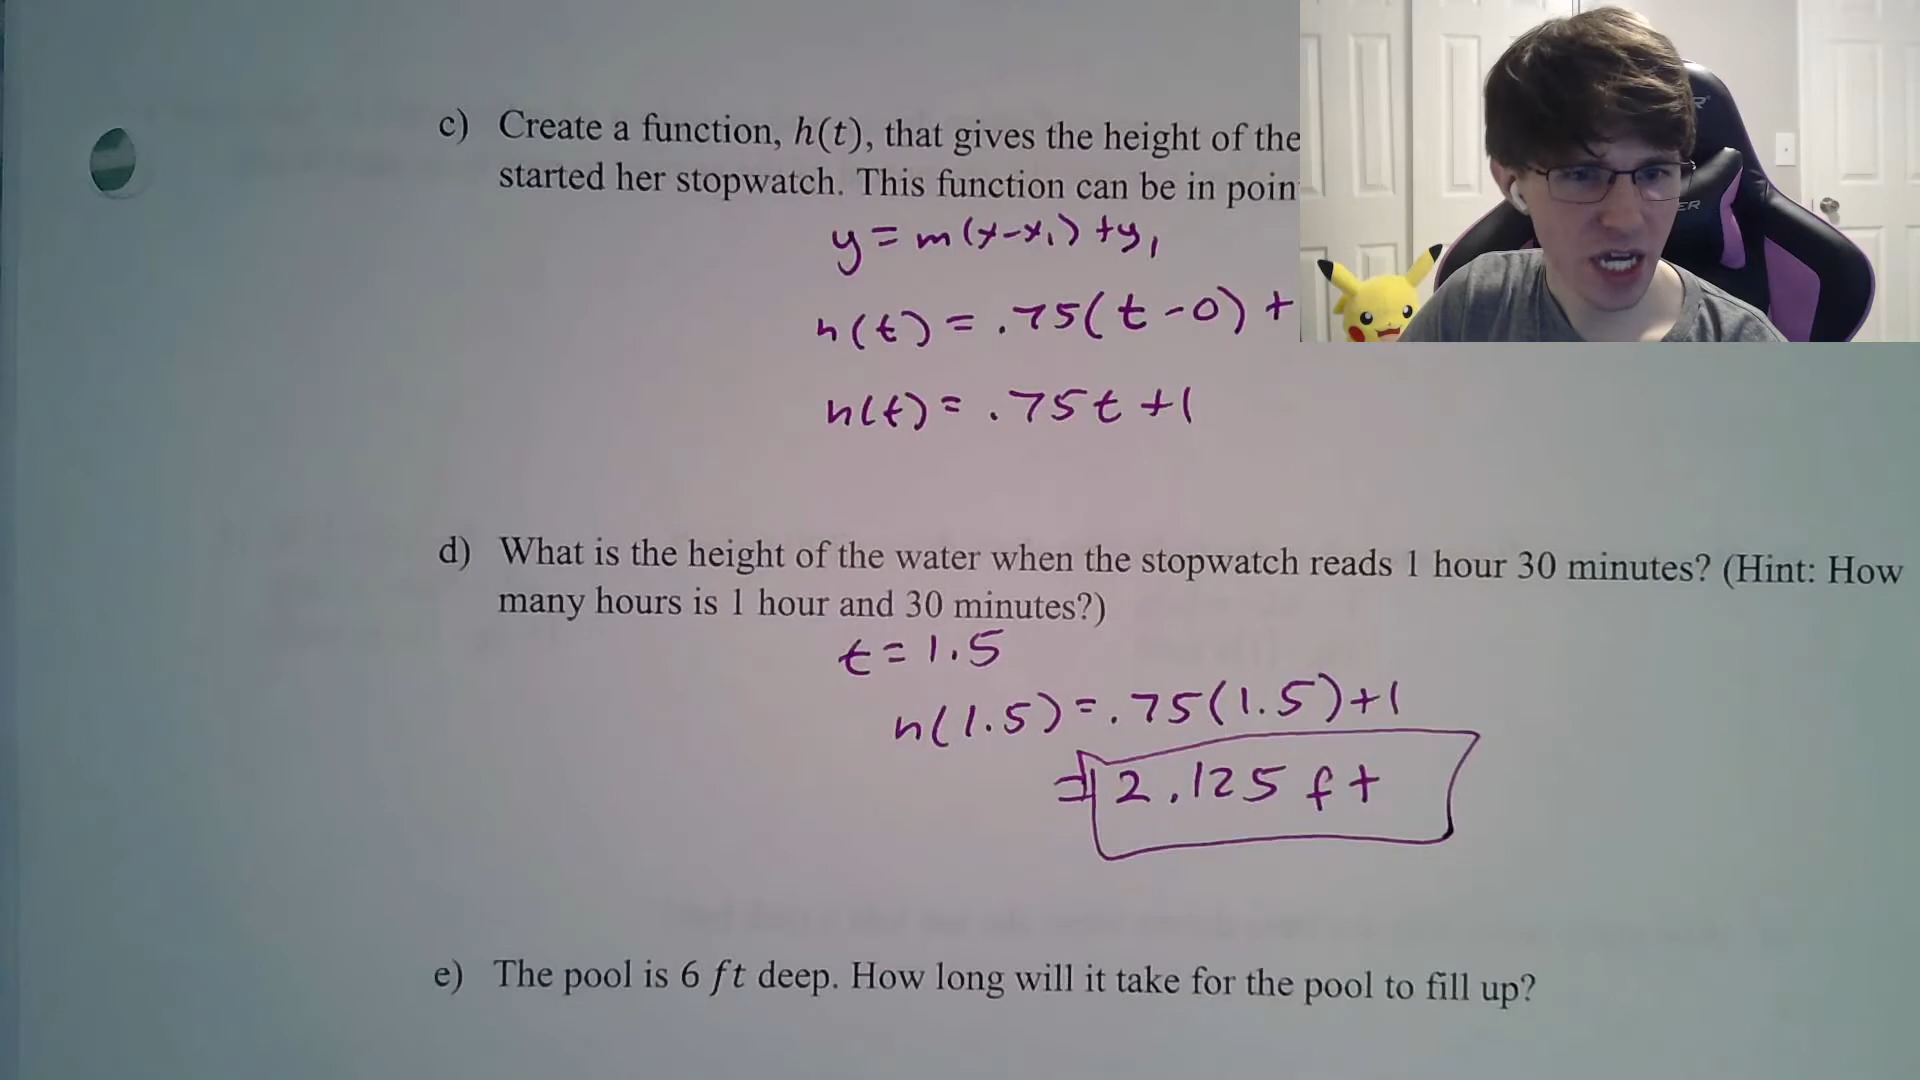 c) Create a function, h(t), that gives the height of the
started her stopwatch. This function can be in poin
y = m(x-x₁) + y₁
h(t) = .75(t-0) +
h(t) = .75t + 1
d) What is the height of the water when the stopwatch reads 1 hour 30 minutes? (Hint: How
many hours is 1 hour and 30 minutes?)
t = 1.5
h(1.5) = .75(1.5)+1
= 2.125 ft
e) The pool is 6 ft deep. How long will it take for the pool to fill up?